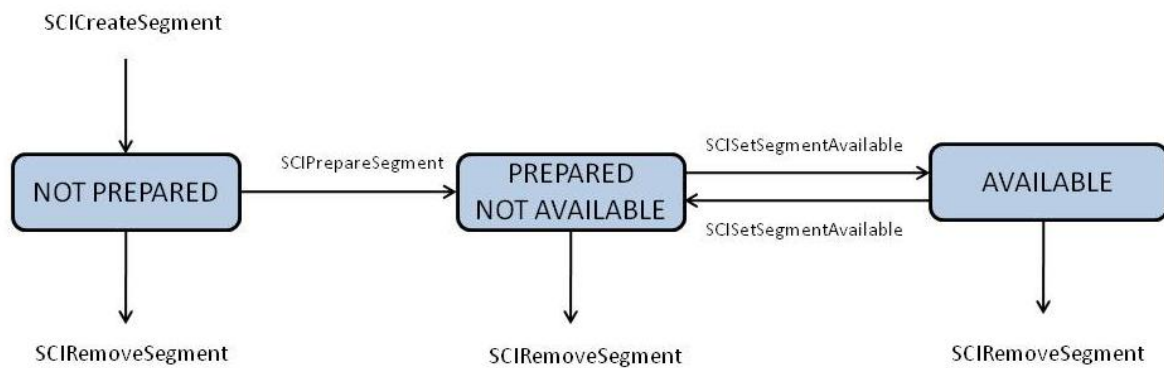 SCICreateSegment
SCIPrepareSegment
SCISetSegmentAvailable
NOT PREPARED
PREPARED
NOT AVAILABLE
AVAILABLE
SCISetSegmentAvailable
SCIRemoveSegment
SCIRemoveSegment
SCIRemoveSegment